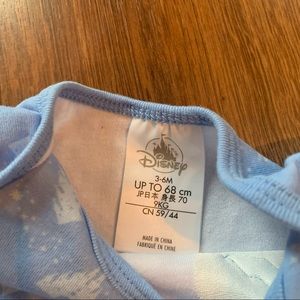 Disney
3-6M
UP TO 68 cm
JP日本 身長 70
9KG
CN 59/44
MADE IN CHINA
FABRIQUÉ EN CHINE